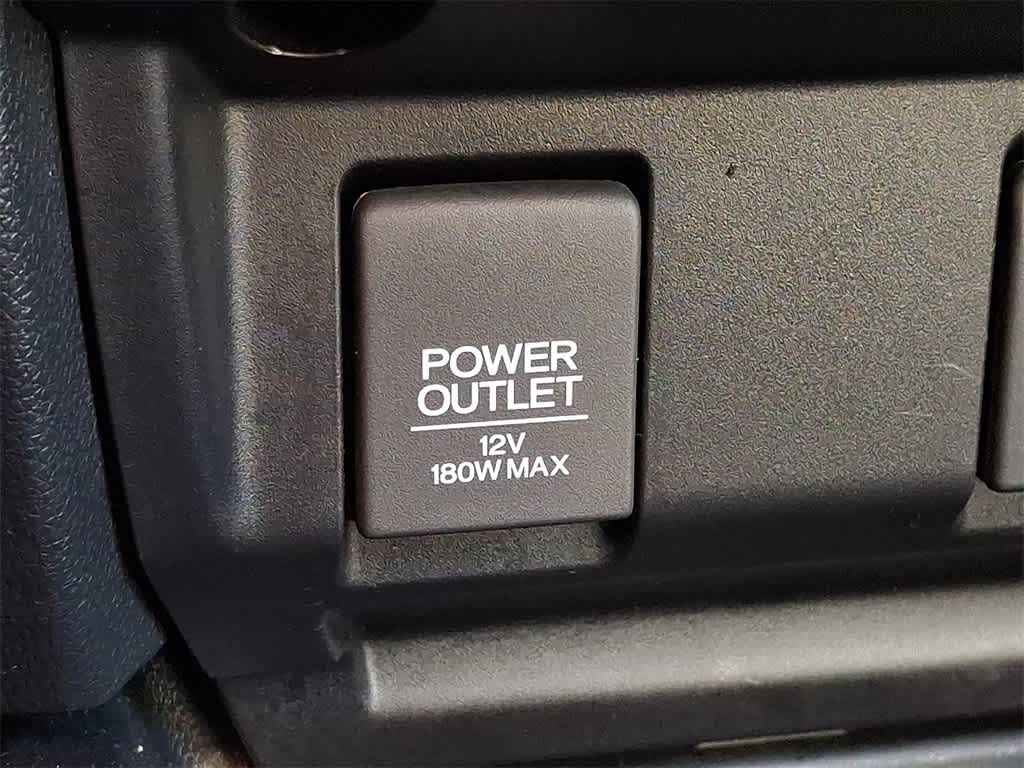 POWER
OUTLET
12V
180W MAX